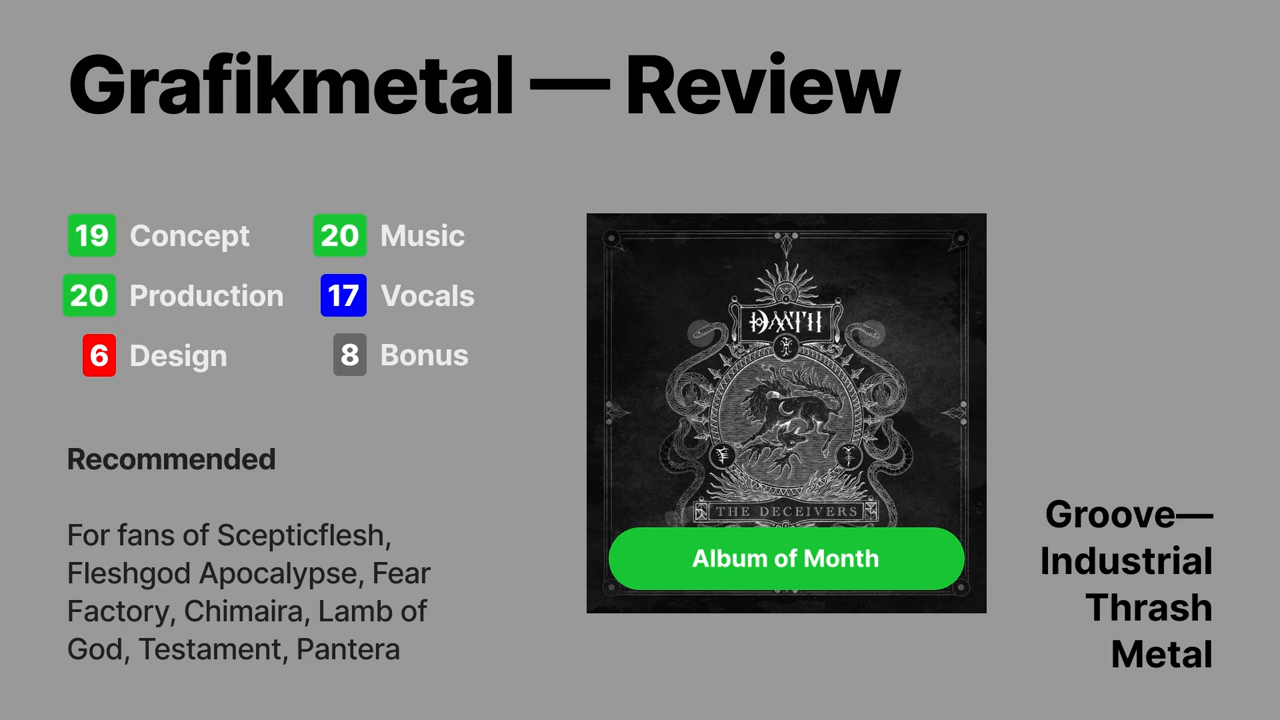 Grafikmetal — Review
19 Concept
20 Music
20 Production
17 Vocals
6 Design
8 Bonus
Recommended
For fans of Scepticflesh,
Fleshgod Apocalypse, Fear
Factory, Chimaira, Lamb of
God, Testament, Pantera
DAATH
THE DECEIVERS
Album of Month
Groove—
Industrial
Thrash
Metal